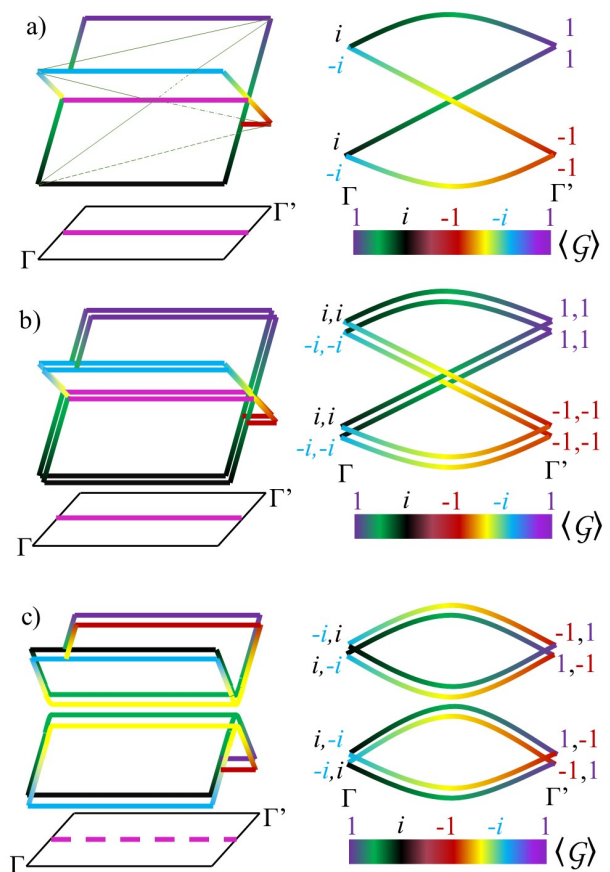 a)
Γ
Γ’
i
-i
i
-i
Γ
1
1
-1
-1
Γ’
1 i -1 -i 1
⟨𝒢⟩
b)
Γ
Γ’
i,i
-i,-i
i,i
-i,-i
Γ
1,1
1,1
-1,-1
-1,-1
Γ’
1 i -1 -i 1
⟨𝒢⟩
c)
Γ
Γ’
-i,i
i,-i
i,-i
-i,i
Γ
-1,1
1,-1
1,-1
-1,1
Γ’
1 i -1 -i 1
⟨𝒢⟩